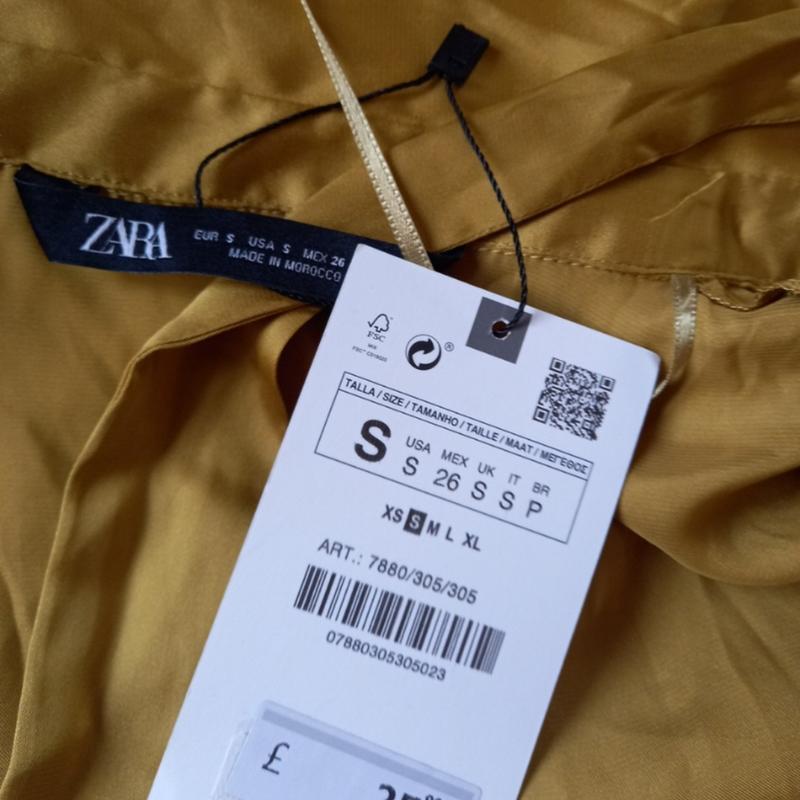 ZARA
EUR S USA S MEX 26
MADE IN MOROCCO
FSC
MIX
®
TALLA / SIZE / TAMANHO / TAILLE / MAAT / ΜΕΓΕΘΟΣ
S
USA MEX UK IT BR
S 26 S S P
XS S M L XL
ART.: 7880/305/305
07880305305023
£